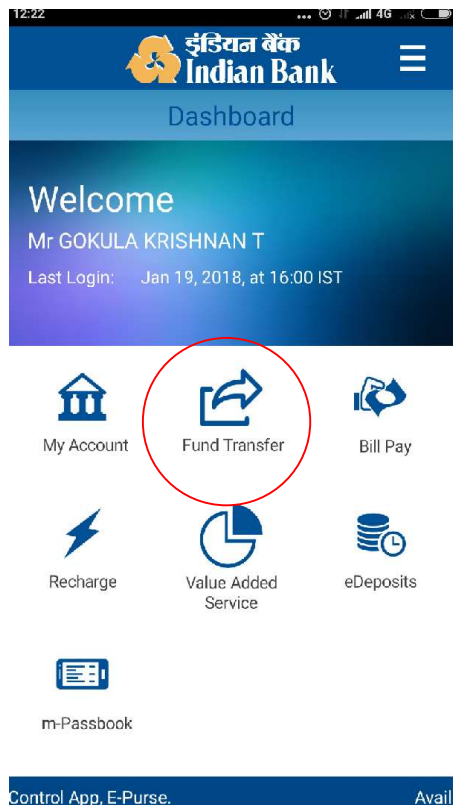 12:22 ... 4G
इंडियन बैंक
Indian Bank
Dashboard
Welcome
Mr GOKULA KRISHNAN T
Last Login: Jan 19, 2018, at 16:00 IST
My Account Fund Transfer Bill Pay
Recharge Value Added Service eDeposits
m-Passbook
Control App, E-Purse. Avail